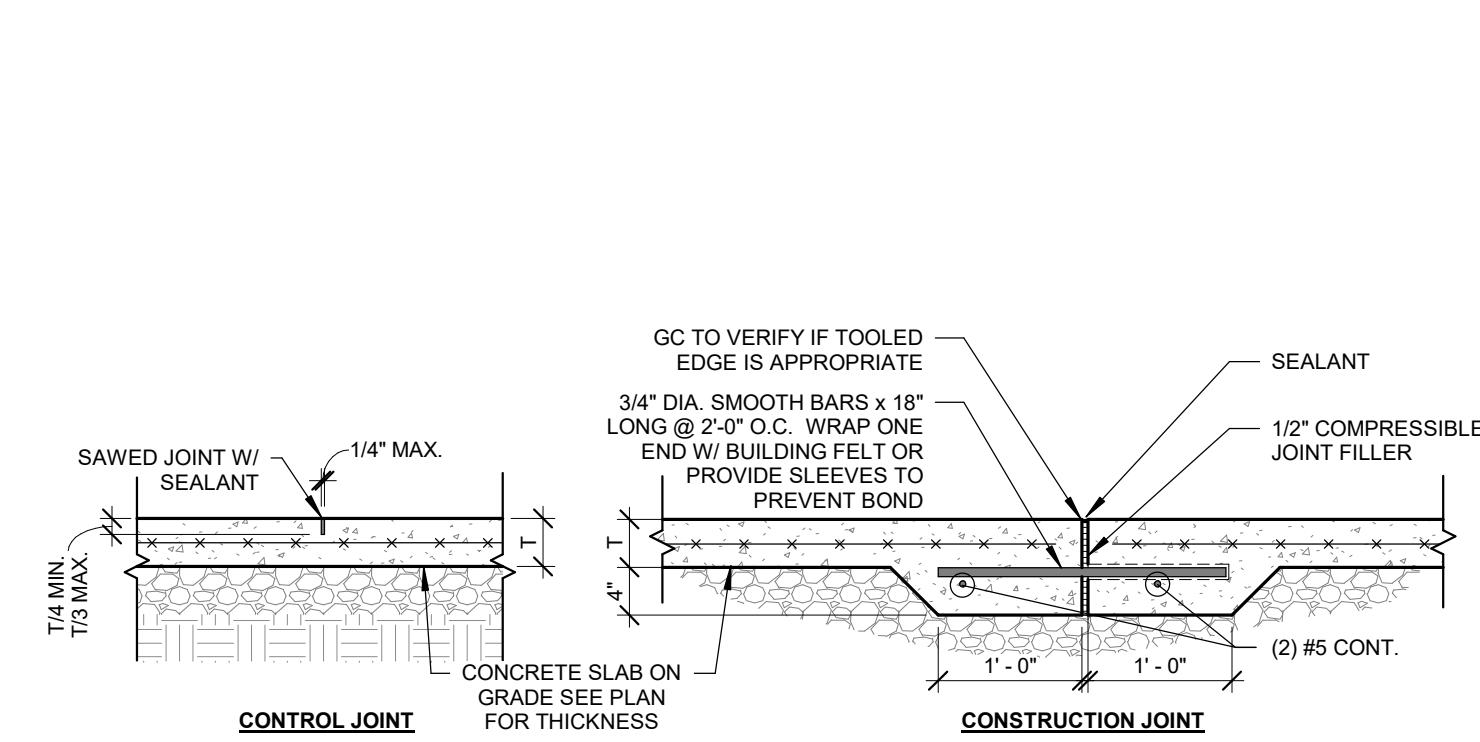 SAWED JOINT W/
SEALANT
1/4" MAX.
T/4 MIN.
T/3 MAX.
T
CONCRETE SLAB ON
GRADE SEE PLAN
FOR THICKNESS
CONTROL JOINT
GC TO VERIFY IF TOOLED
EDGE IS APPROPRIATE
3/4" DIA. SMOOTH BARS x 18"
LONG @ 2'-0" O.C. WRAP ONE
END W/ BUILDING FELT OR
PROVIDE SLEEVES TO
PREVENT BOND
SEALANT
1/2" COMPRESSIBLE
JOINT FILLER
T
4"
(2) #5 CONT.
1' - 0"
1' - 0"
CONSTRUCTION JOINT